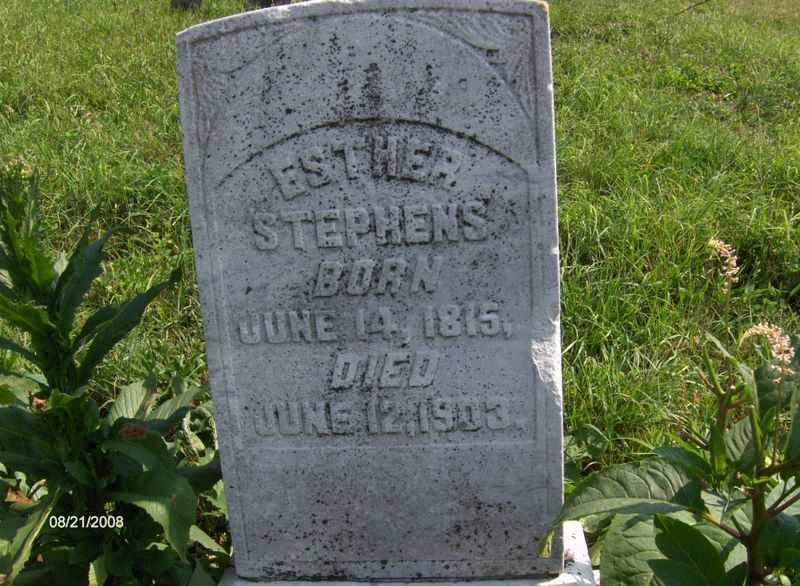 ESTHER
STEPHENS
BORN
JUNE 14, 1815,
DIED
JUNE 12, 1903.
08/21/2008